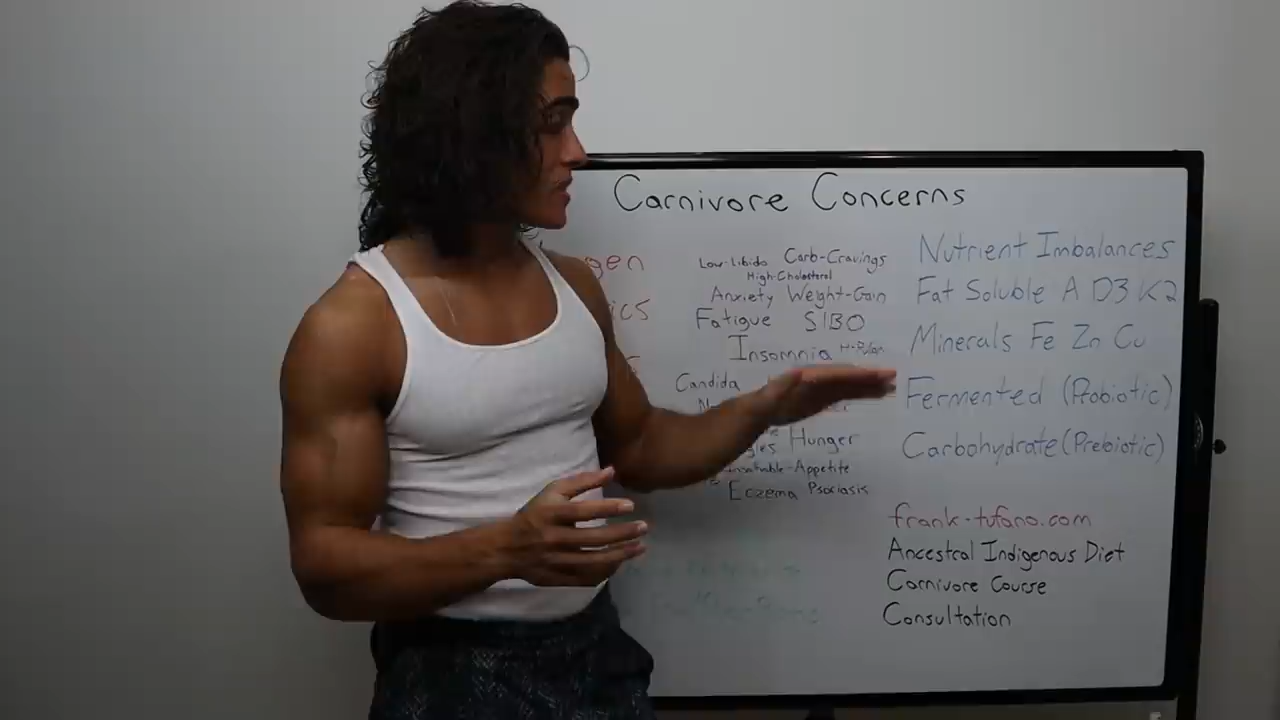 Carnivore Concerns
gen
ics
Low-Libido Carb-Cravings
High-Cholesterol
Anxiety Weight-Gain
Fatigue SIBO
Insomnia
Candida
Hunger
Appetite
Eczema Psoriasis
Nutrient Imbalances
Fat Soluble A D3 K2
Minerals Fe Zn Cu
Fermented (Probiotic)
Carbohydrate (Prebiotic)
frank-tufano.com
Ancestral Indigenous Diet
Carnivore Course
Consultation